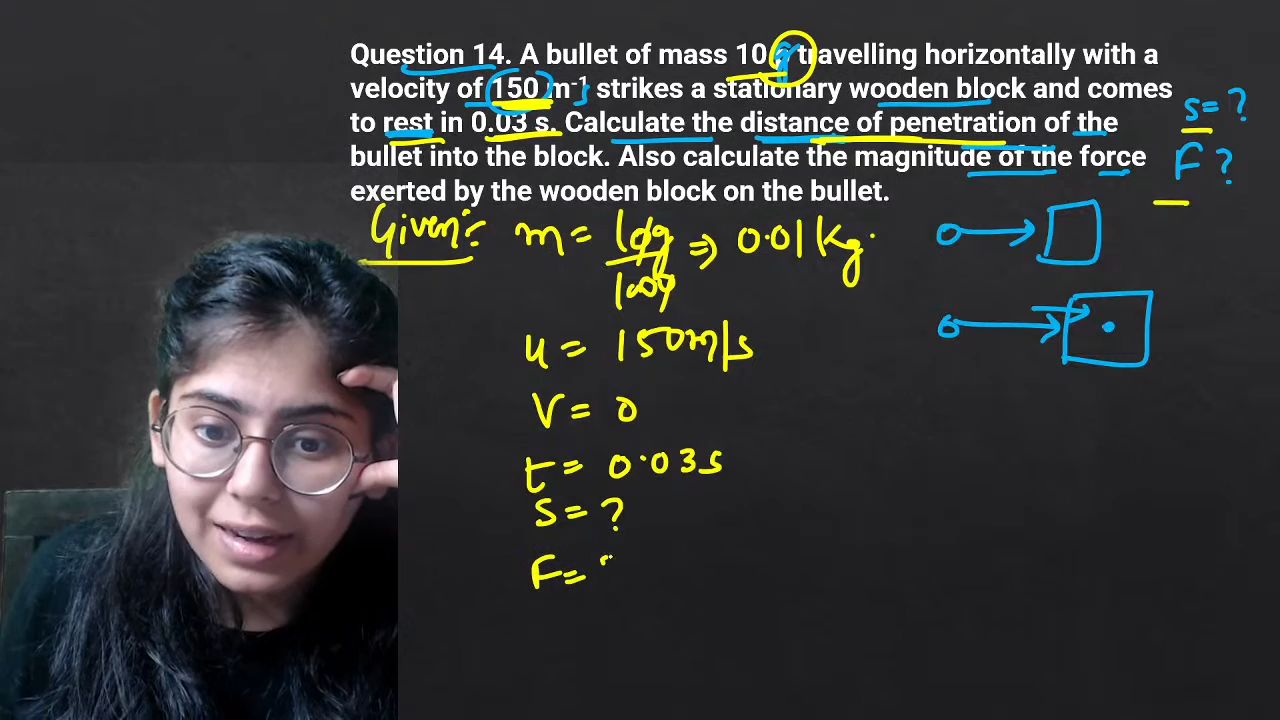 Question 14. A bullet of mass 10 g travelling horizontally with a
velocity of 150 m⁻¹s strikes a stationary wooden block and comes
to rest in 0.03 s. Calculate the distance of penetration of the
bullet into the block. Also calculate the magnitude of the force
exerted by the wooden block on the bullet.
s = ?
F ?
Given:- m = 10g/1000 ⇒ 0.01 kg.
u = 150m/s
V = 0
t = 0.03s
S = ?
F =